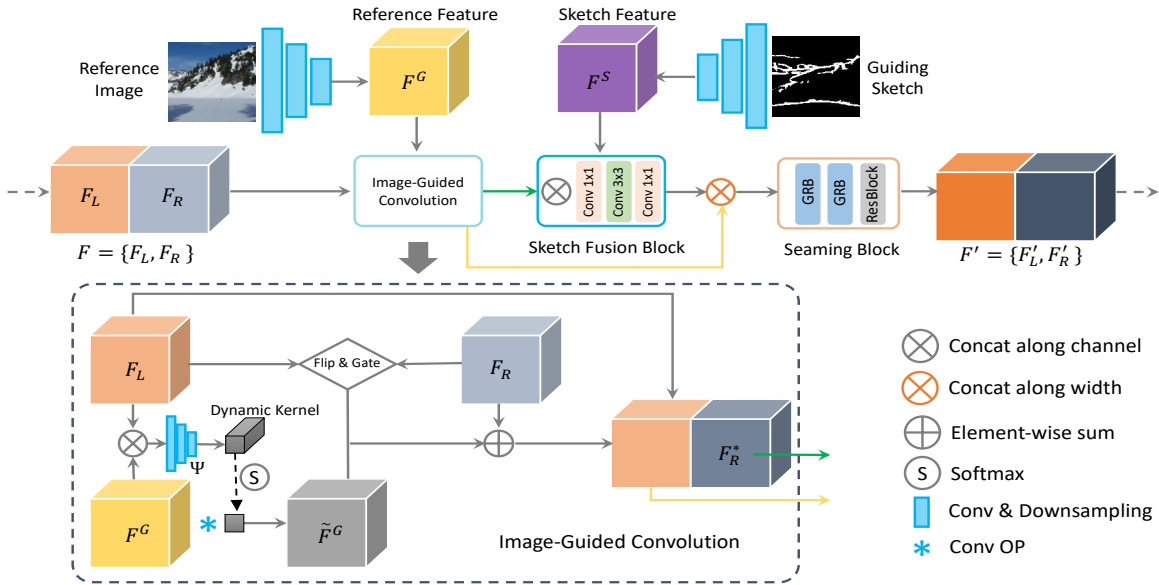 Reference Feature
Sketch Feature
Reference
Image
F^G
F^S
Guiding
Sketch
F_L
F_R
Image-Guided
Convolution
Conv 1x1
Conv 3x3
Conv 1x1
GRB
GRB
ResBlock
F = {F_L, F_R }
Sketch Fusion Block
Seaming Block
F′ = {F′_L, F′_R }
F_L
Flip & Gate
F_R
Dynamic Kernel
Ψ
S
F^G
*
F̃^G
F^*_R
Image-Guided Convolution
Concat along channel
Concat along width
Element-wise sum
S
Softmax
Conv & Downsampling
*
Conv OP